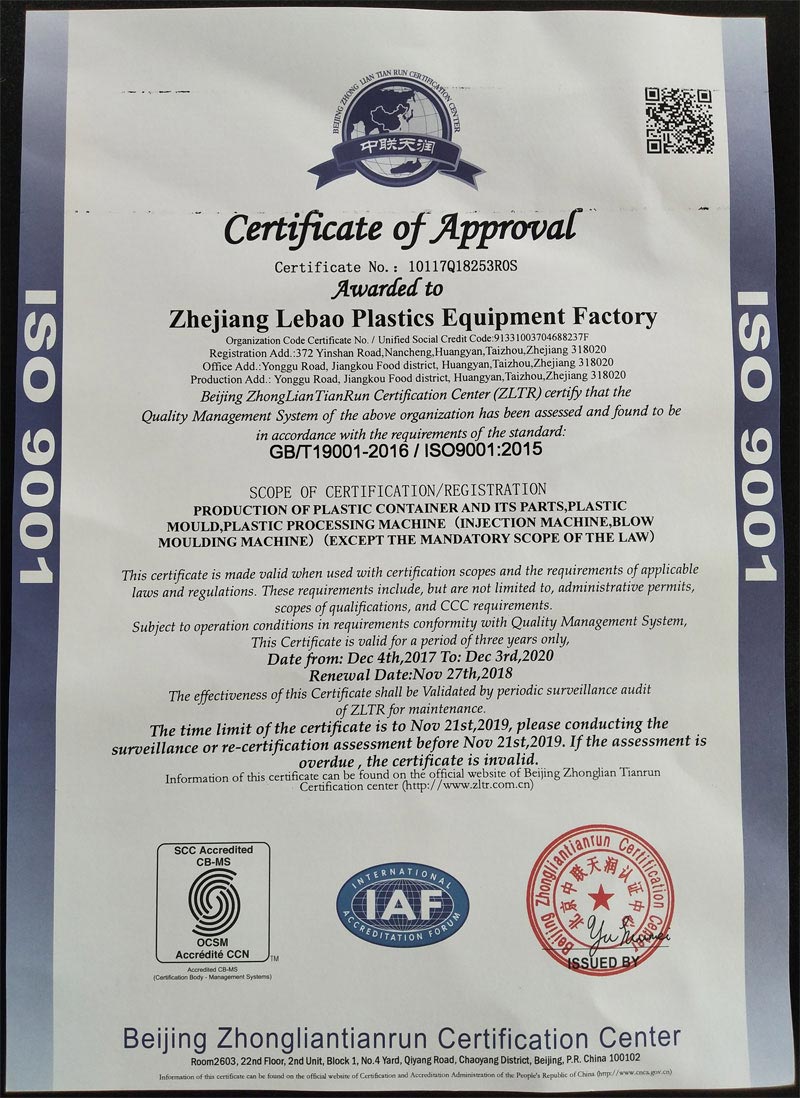 BEIJING ZHONG LIAN TIAN RUN CERTIFICATION CENTER
中联天润
Certificate of Approval
Certificate No.: 10117Q18253R0S
Awarded to
Zhejiang Lebao Plastics Equipment Factory
Organization Code Certificate No. / Unified Social Credit Code:91331003704688237F
Registration Add.:372 Yinshan Road,Nancheng,Huangyan,Taizhou,Zhejiang 318020
Office Add.:Yonggu Road, Jiangkou Food district, Huangyan,Taizhou,Zhejiang 318020
Production Add.: Yonggu Road, Jiangkou Food district, Huangyan,Taizhou,Zhejiang 318020
Beijing ZhongLianTianRun Certification Center (ZLTR) certify that the
Quality Management System of the above organization has been assessed and found to be
in accordance with the requirements of the standard:
GB/T19001-2016 / ISO9001:2015
SCOPE OF CERTIFICATION/REGISTRATION
PRODUCTION OF PLASTIC CONTAINER AND ITS PARTS,PLASTIC
MOULD,PLASTIC PROCESSING MACHINE（INJECTION MACHINE,BLOW
MOULDING MACHINE）（EXCEPT THE MANDATORY SCOPE OF THE LAW）
This certificate is made valid when used with certification scopes and the requirements of applicable
laws and regulations. These requirements include, but are not limited to, administrative permits,
scopes of qualifications, and CCC requirements.
Subject to operation conditions in requirements conformity with Quality Management System,
This Certificate is valid for a period of three years only,
Date from: Dec 4th,2017 To: Dec 3rd,2020
Renewal Date:Nov 27th,2018
The effectiveness of this Certificate shall be Validated by periodic surveillance audit
of ZLTR for maintenance.
The time limit of the certificate is to Nov 21st,2019, please conducting the
surveillance or re-certification assessment before Nov 21st,2019. If the assessment is
overdue , the certificate is invalid.
Information of this certificate can be found on the official website of Beijing Zhonglian Tianrun
Certification center (http://www.zltr.com.cn)
ISO 9001
ISO 9001
SCC Accredited
CB-MS
OCSM
Accrédité CCN
TM
Accredited CB-MS
(Certification Body - Management Systems)
INTERNATIONAL
IAF
ACCREDITATION FORUM
Beijing Zhongliantianrun Certification Center
北京中联天润认证中心
ISSUED BY
Beijing Zhongliantianrun Certification Center
Room2603, 22nd Floor, 2nd Unit, Block 1, No.4 Yard, Qiyang Road, Chaoyang District, Beijing, P.R. China 100102
Information of this certificate can be found on the official website of Certification and Accreditation Administration of the People's Republic of China (http://www.cnca.gov.cn)